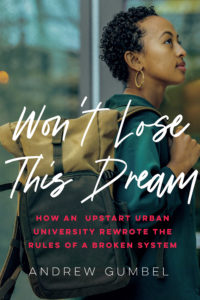 Won't Lose
This Dream
HOW AN UPSTART URBAN
UNIVERSITY REWROTE THE
RULES OF A BROKEN SYSTEM
ANDREW GUMBEL